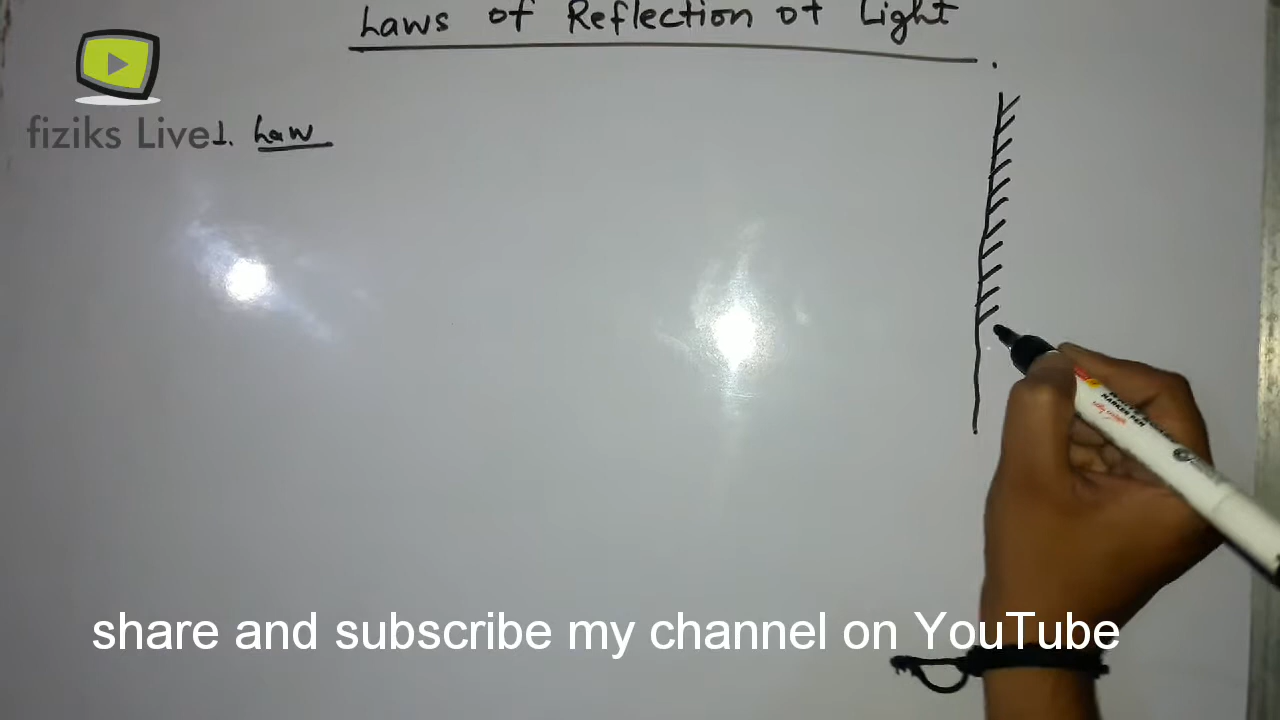 Laws of Reflection of Light
fiziks Live
1. Law
share and subscribe my channel on YouTube